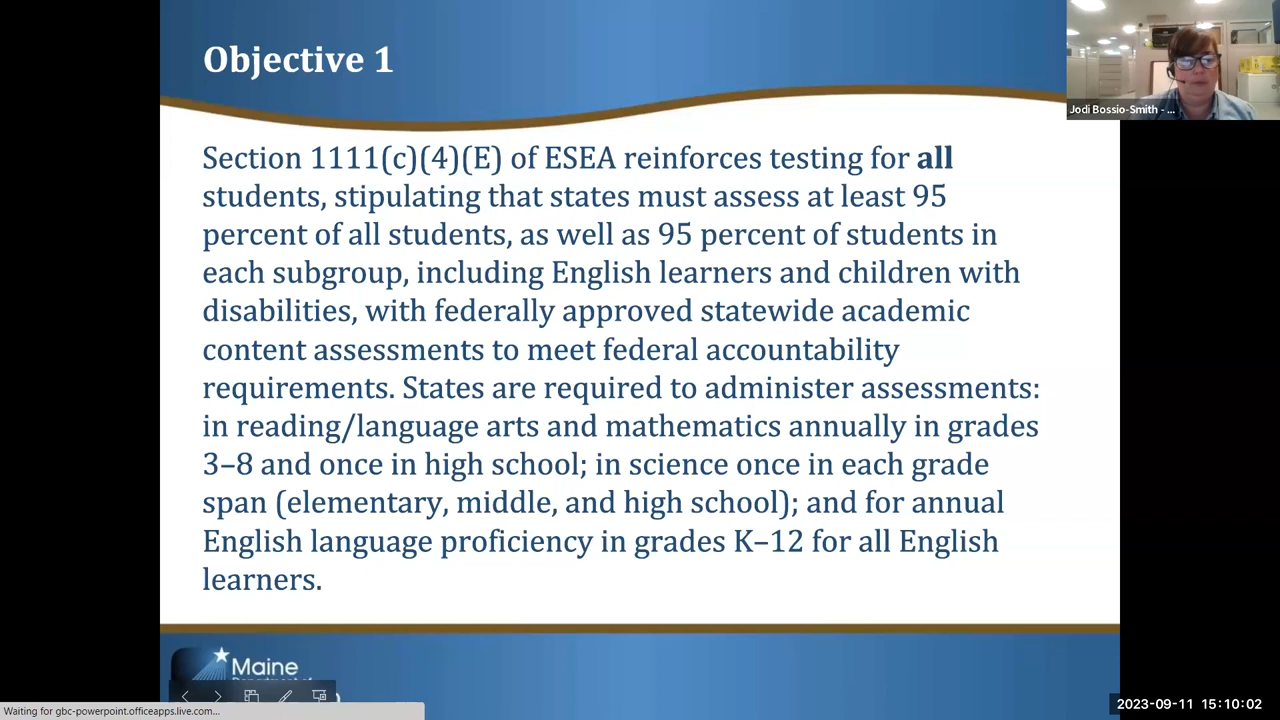 Objective 1
Jodi Bossio-Smith - ...
Section 1111(c)(4)(E) of ESEA reinforces testing for all
students, stipulating that states must assess at least 95
percent of all students, as well as 95 percent of students in
each subgroup, including English learners and children with
disabilities, with federally approved statewide academic
content assessments to meet federal accountability
requirements. States are required to administer assessments:
in reading/language arts and mathematics annually in grades
3–8 and once in high school; in science once in each grade
span (elementary, middle, and high school); and for annual
English language proficiency in grades K–12 for all English
learners.
Maine
Waiting for gbc-powerpoint.officeapps.live.com...
2023-09-11 15:10:02